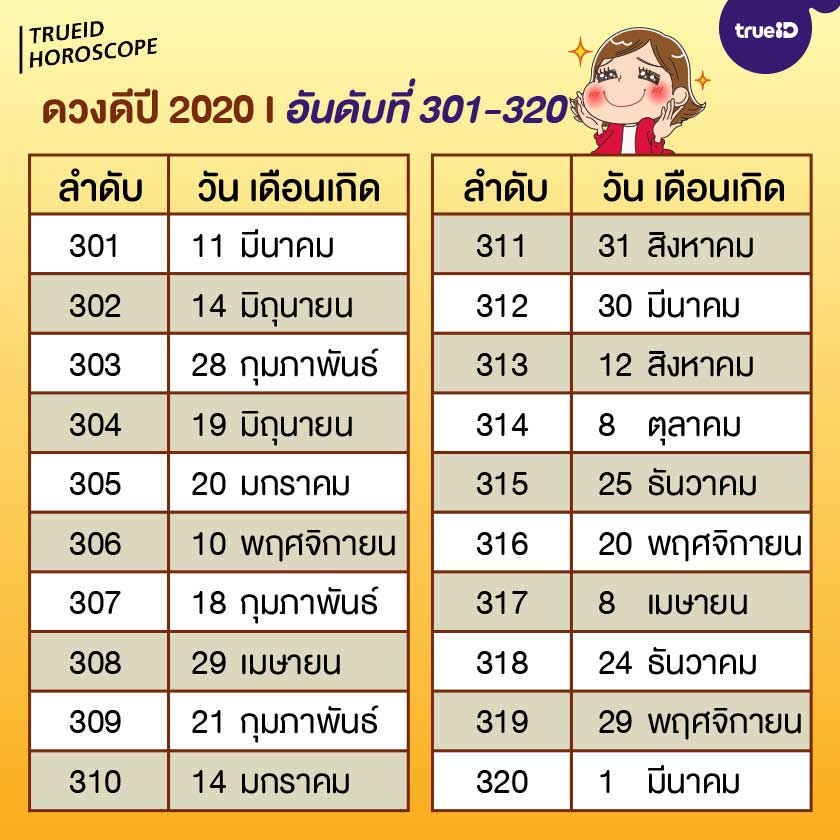 TRUEID
HOROSCOPE
trueiD
ดวงดีปี 2020 I อันดับที่ 301-320
ลำดับ วัน เดือนเกิด
301 11 มีนาคม
302 14 มิถุนายน
303 28 กุมภาพันธ์
304 19 มิถุนายน
305 20 มกราคม
306 10 พฤศจิกายน
307 18 กุมภาพันธ์
308 29 เมษายน
309 21 กุมภาพันธ์
310 14 มกราคม
ลำดับ วัน เดือนเกิด
311 31 สิงหาคม
312 30 มีนาคม
313 12 สิงหาคม
314 8 ตุลาคม
315 25 ธันวาคม
316 20 พฤศจิกายน
317 8 เมษายน
318 24 ธันวาคม
319 29 พฤศจิกายน
320 1 มีนาคม